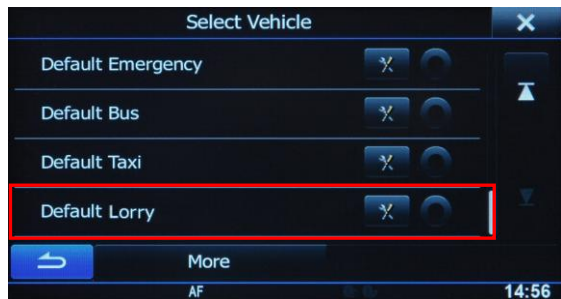 Select Vehicle
Default Emergency
Default Bus
Default Taxi
Default Lorry
More
AF
14:56